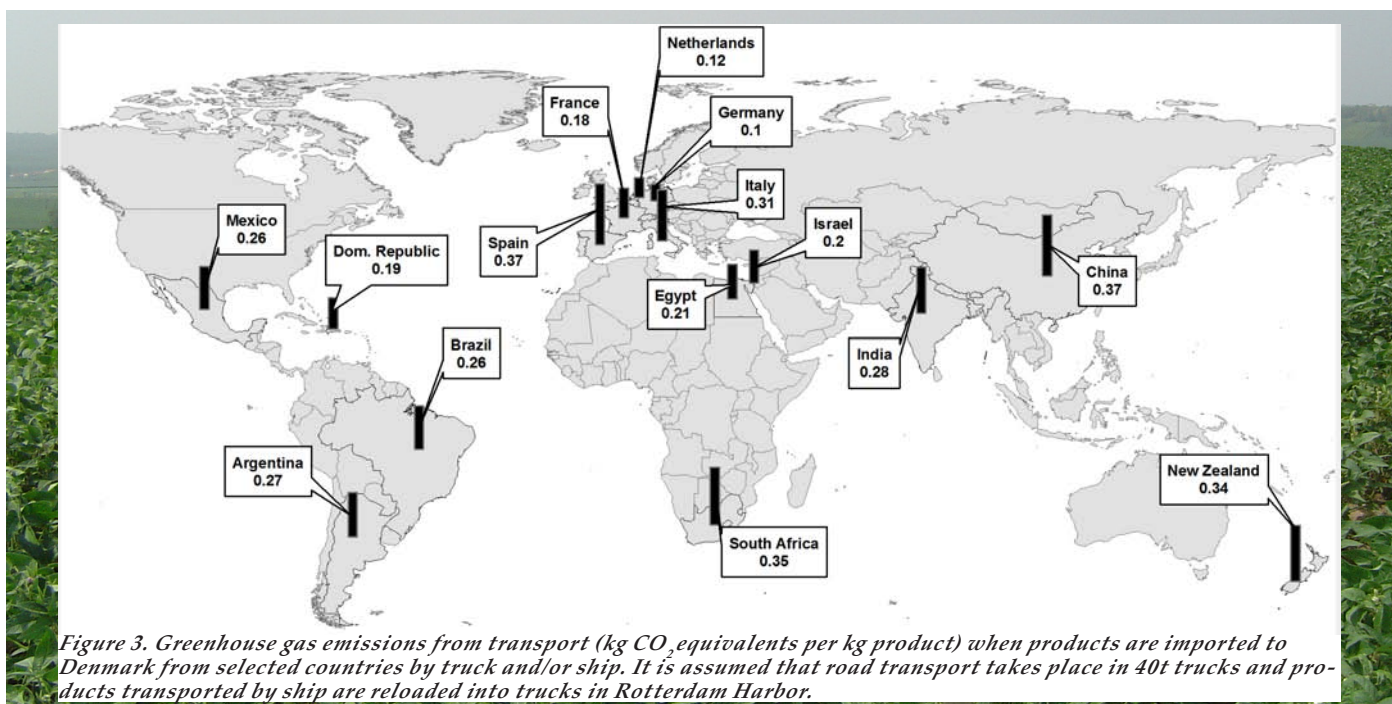 Netherlands
0.12
France
0.18
Germany
0.1
Italy
0.31
Mexico
0.26
Dom. Republic
0.19
Spain
0.37
Israel
0.2
Egypt
0.21
China
0.37
India
0.28
Brazil
0.26
Argentina
0.27
South Africa
0.35
New Zealand
0.34
Figure 3. Greenhouse gas emissions from transport (kg CO2 equivalents per kg product) when products are imported to
Denmark from selected countries by truck and/or ship. It is assumed that road transport takes place in 40t trucks and pro-
ducts transported by ship are reloaded into trucks in Rotterdam Harbor.